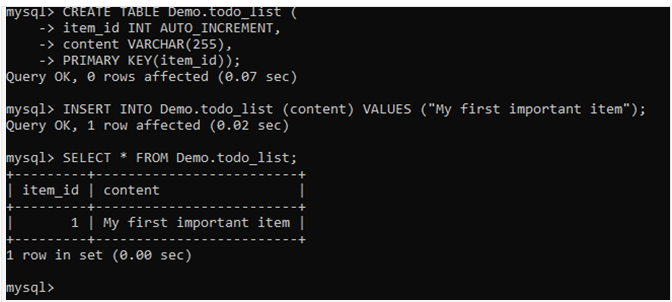 mysql> CREATE TABLE Demo.todo_list (
    -> item_id INT AUTO_INCREMENT,
    -> content VARCHAR(255),
    -> PRIMARY KEY(item_id));
Query OK, 0 rows affected (0.07 sec)

mysql> INSERT INTO Demo.todo_list (content) VALUES ("My first important item");
Query OK, 1 row affected (0.02 sec)

mysql> SELECT * FROM Demo.todo_list;
+---------+-------------------------+
| item_id | content                 |
+---------+-------------------------+
|       1 | My first important item |
+---------+-------------------------+
1 row in set (0.00 sec)

mysql>